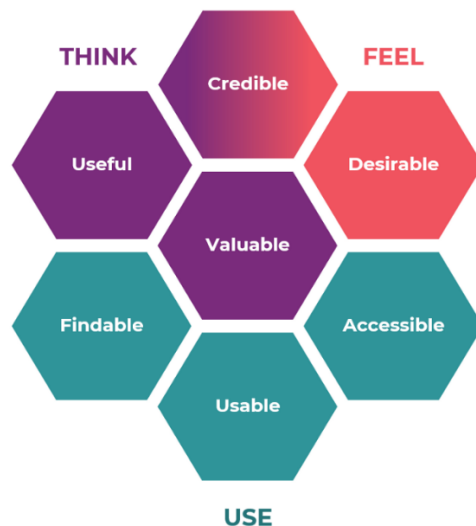 THINK
FEEL
Credible
Useful
Desirable
Valuable
Findable
Accessible
Usable
USE